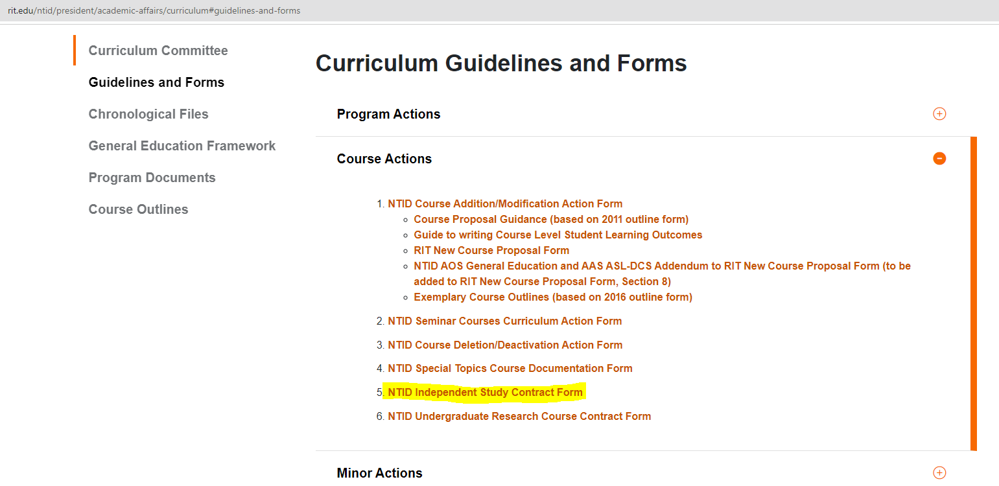 rit.edu/ntid/president/academic-affairs/curriculum#guidelines-and-forms
Curriculum Committee
Guidelines and Forms
Chronological Files
General Education Framework
Program Documents
Course Outlines
Curriculum Guidelines and Forms
Program Actions
Course Actions
1. NTID Course Addition/Modification Action Form
Course Proposal Guidance (based on 2011 outline form)
Guide to writing Course Level Student Learning Outcomes
RIT New Course Proposal Form
NTID AOS General Education and AAS ASL-DCS Addendum to RIT New Course Proposal Form (to be
added to RIT New Course Proposal Form, Section 8)
Exemplary Course Outlines (based on 2016 outline form)
2. NTID Seminar Courses Curriculum Action Form
3. NTID Course Deletion/Deactivation Action Form
4. NTID Special Topics Course Documentation Form
5. NTID Independent Study Contract Form
6. NTID Undergraduate Research Course Contract Form
Minor Actions